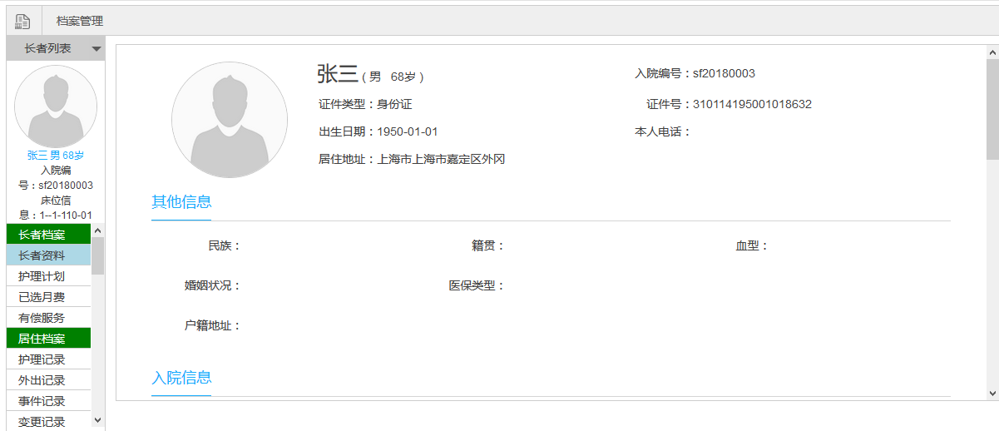 档案管理
长者列表
张三 男 68岁
入院编
号：sf20180003
床位信
息：1--1-110-01
长者档案
长者资料
护理计划
已选月费
有偿服务
居住档案
护理记录
外出记录
事件记录
变更记录
张三 ( 男 68岁 )
入院编号：sf20180003
证件类型：身份证
证件号：310114195001018632
出生日期：1950-01-01
本人电话：
居住地址：上海市上海市嘉定区外冈
其他信息
民族：
籍贯：
血型：
婚姻状况：
医保类型：
户籍地址：
入院信息